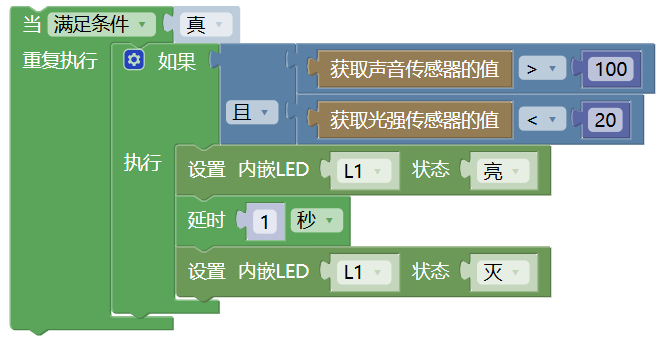 当 满足条件 真
重复执行 如果 获取声音传感器的值 > 100
且
获取光强传感器的值 < 20
执行 设置 内嵌LED L1 状态 亮
延时 1 秒
设置 内嵌LED L1 状态 灭